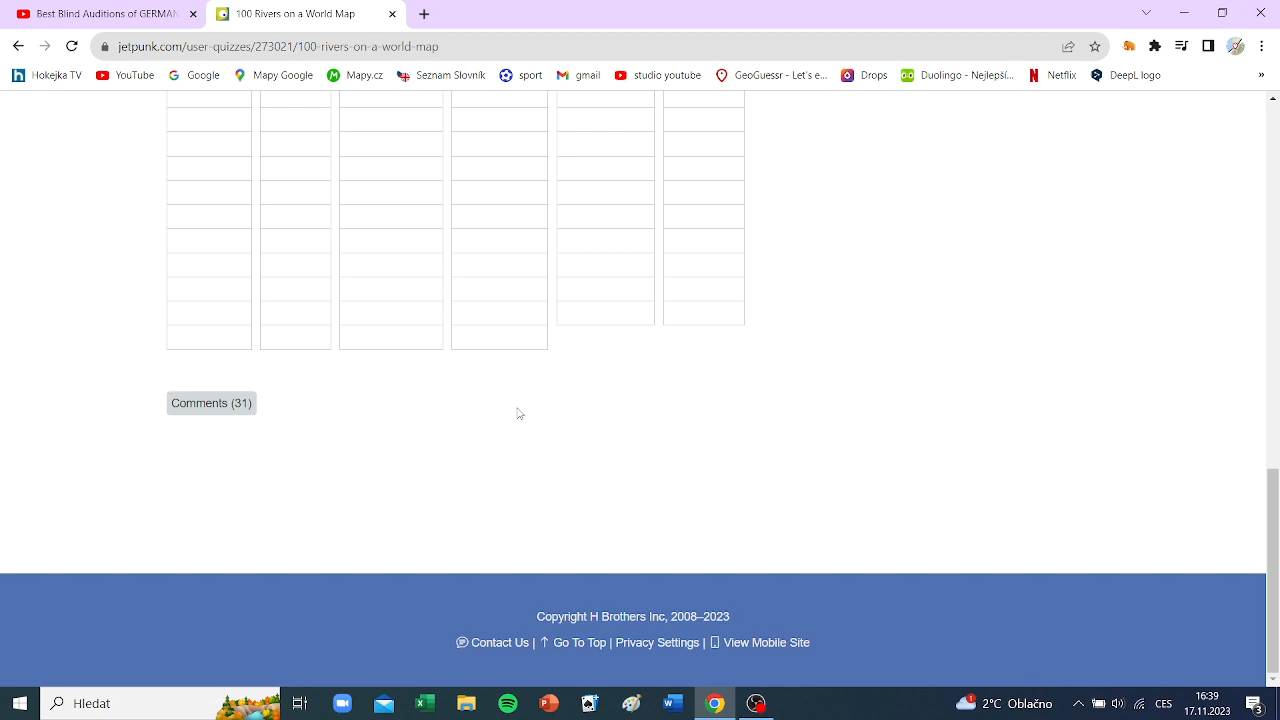 Best Blind Auditions of GERMAN
100 Rivers on a World Map
jetpunk.com/user-quizzes/273021/100-rivers-on-a-world-map
Hokejka TV YouTube Google Mapy Google Mapy.cz Seznam Slovník sport gmail studio youtube GeoGuessr - Let's e... Drops Duolingo - Nejlepší... Netflix DeepL logo »
Comments (31)
Copyright H Brothers Inc, 2008–2023
Contact Us | Go To Top | Privacy Settings | View Mobile Site
Hledat
1 2°C Oblačno CES 16:39
17.11.2023 3